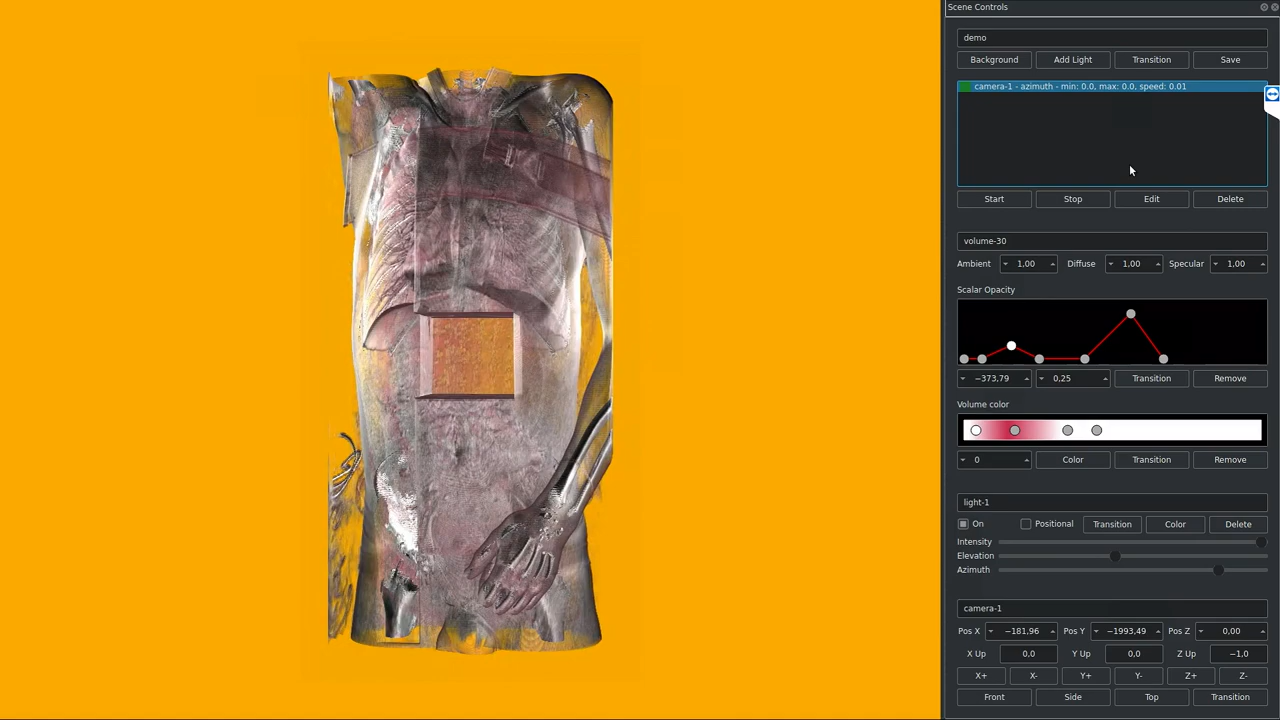 Scene Controls
demo
Background Add Light Transition Save
camera-1 - azimuth - min: 0.0, max: 0.0, speed: 0.01
Start Stop Edit Delete
volume-30
Ambient 1,00 Diffuse 1,00 Specular 1,00
Scalar Opacity
−373,79 0,25 Transition Remove
Volume color
0 Color Transition Remove
light-1
On Positional Transition Color Delete
Intensity
Elevation
Azimuth
camera-1
Pos X −181,96 Pos Y −1993,49 Pos Z 0,00
X Up 0,0 Y Up 0,0 Z Up −1,0
X+ X- Y+ Y- Z+ Z-
Front Side Top Transition